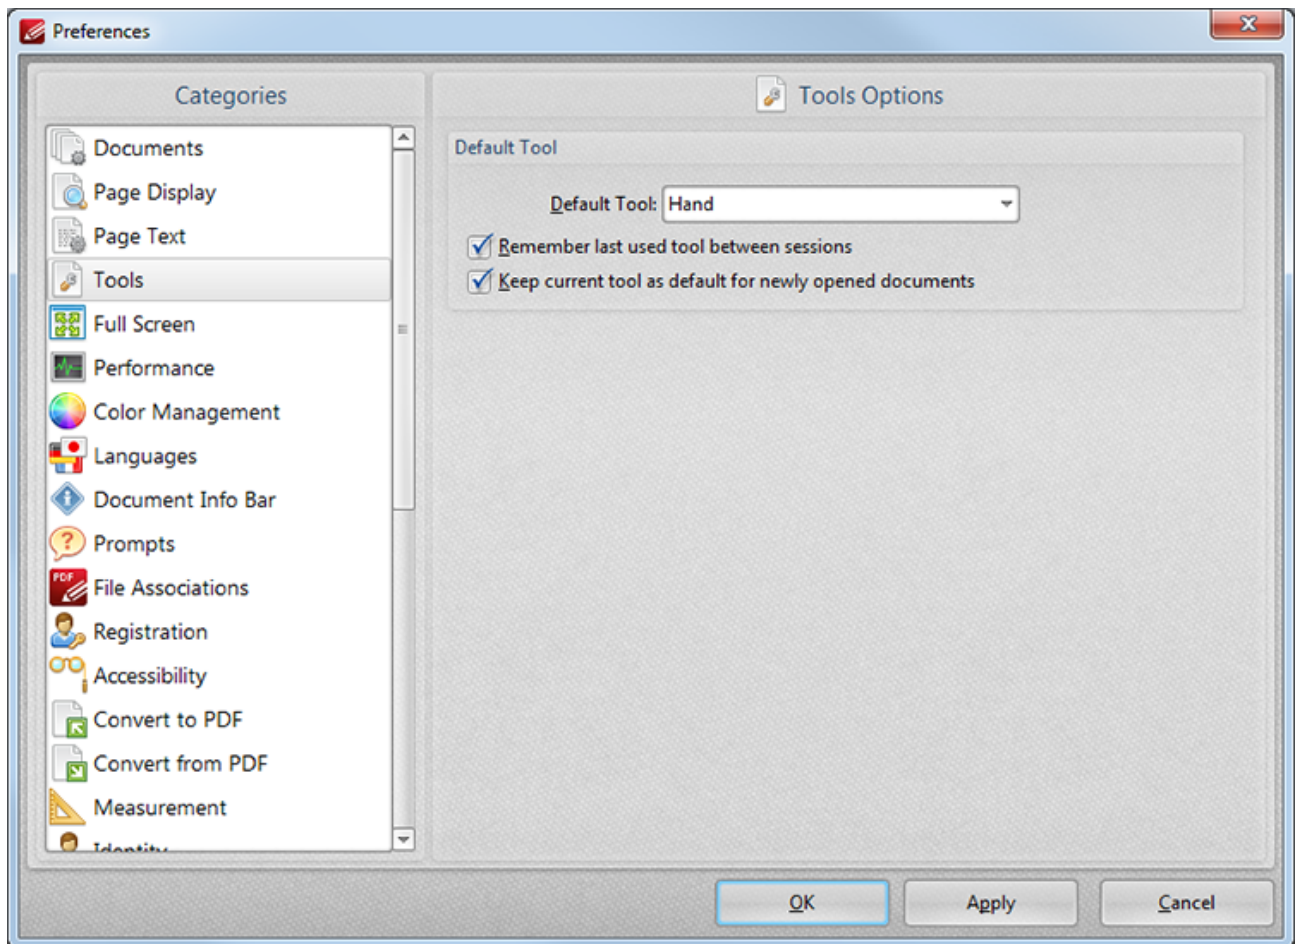 Preferences
Categories
Documents
Page Display
Page Text
Tools
Full Screen
Performance
Color Management
Languages
Document Info Bar
Prompts
PDF
File Associations
Registration
Accessibility
Convert to PDF
Convert from PDF
Measurement
Identity
Tools Options
Default Tool
Default Tool: Hand
Remember last used tool between sessions
Keep current tool as default for newly opened documents
OK
Apply
Cancel